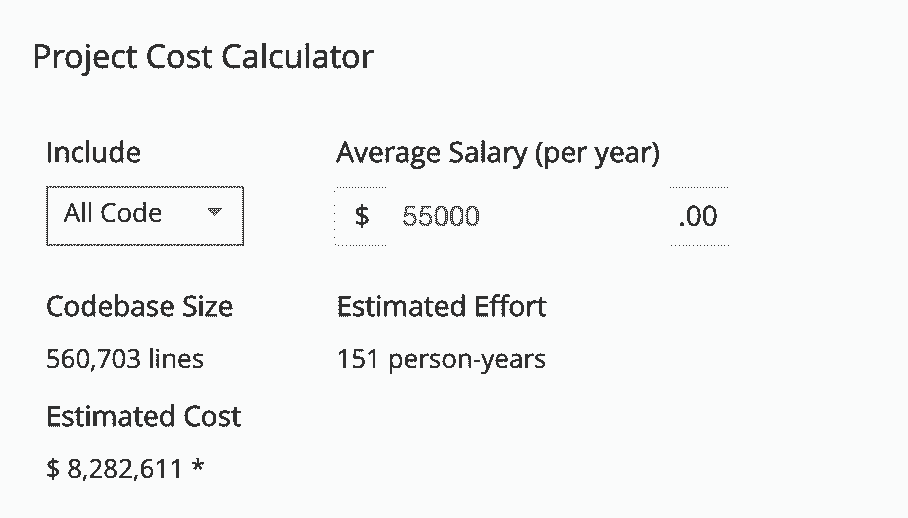 Project Cost Calculator
Include
Average Salary (per year)
All Code
$ 55000 .00
Codebase Size
Estimated Effort
560,703 lines
151 person-years
Estimated Cost
$ 8,282,611 *